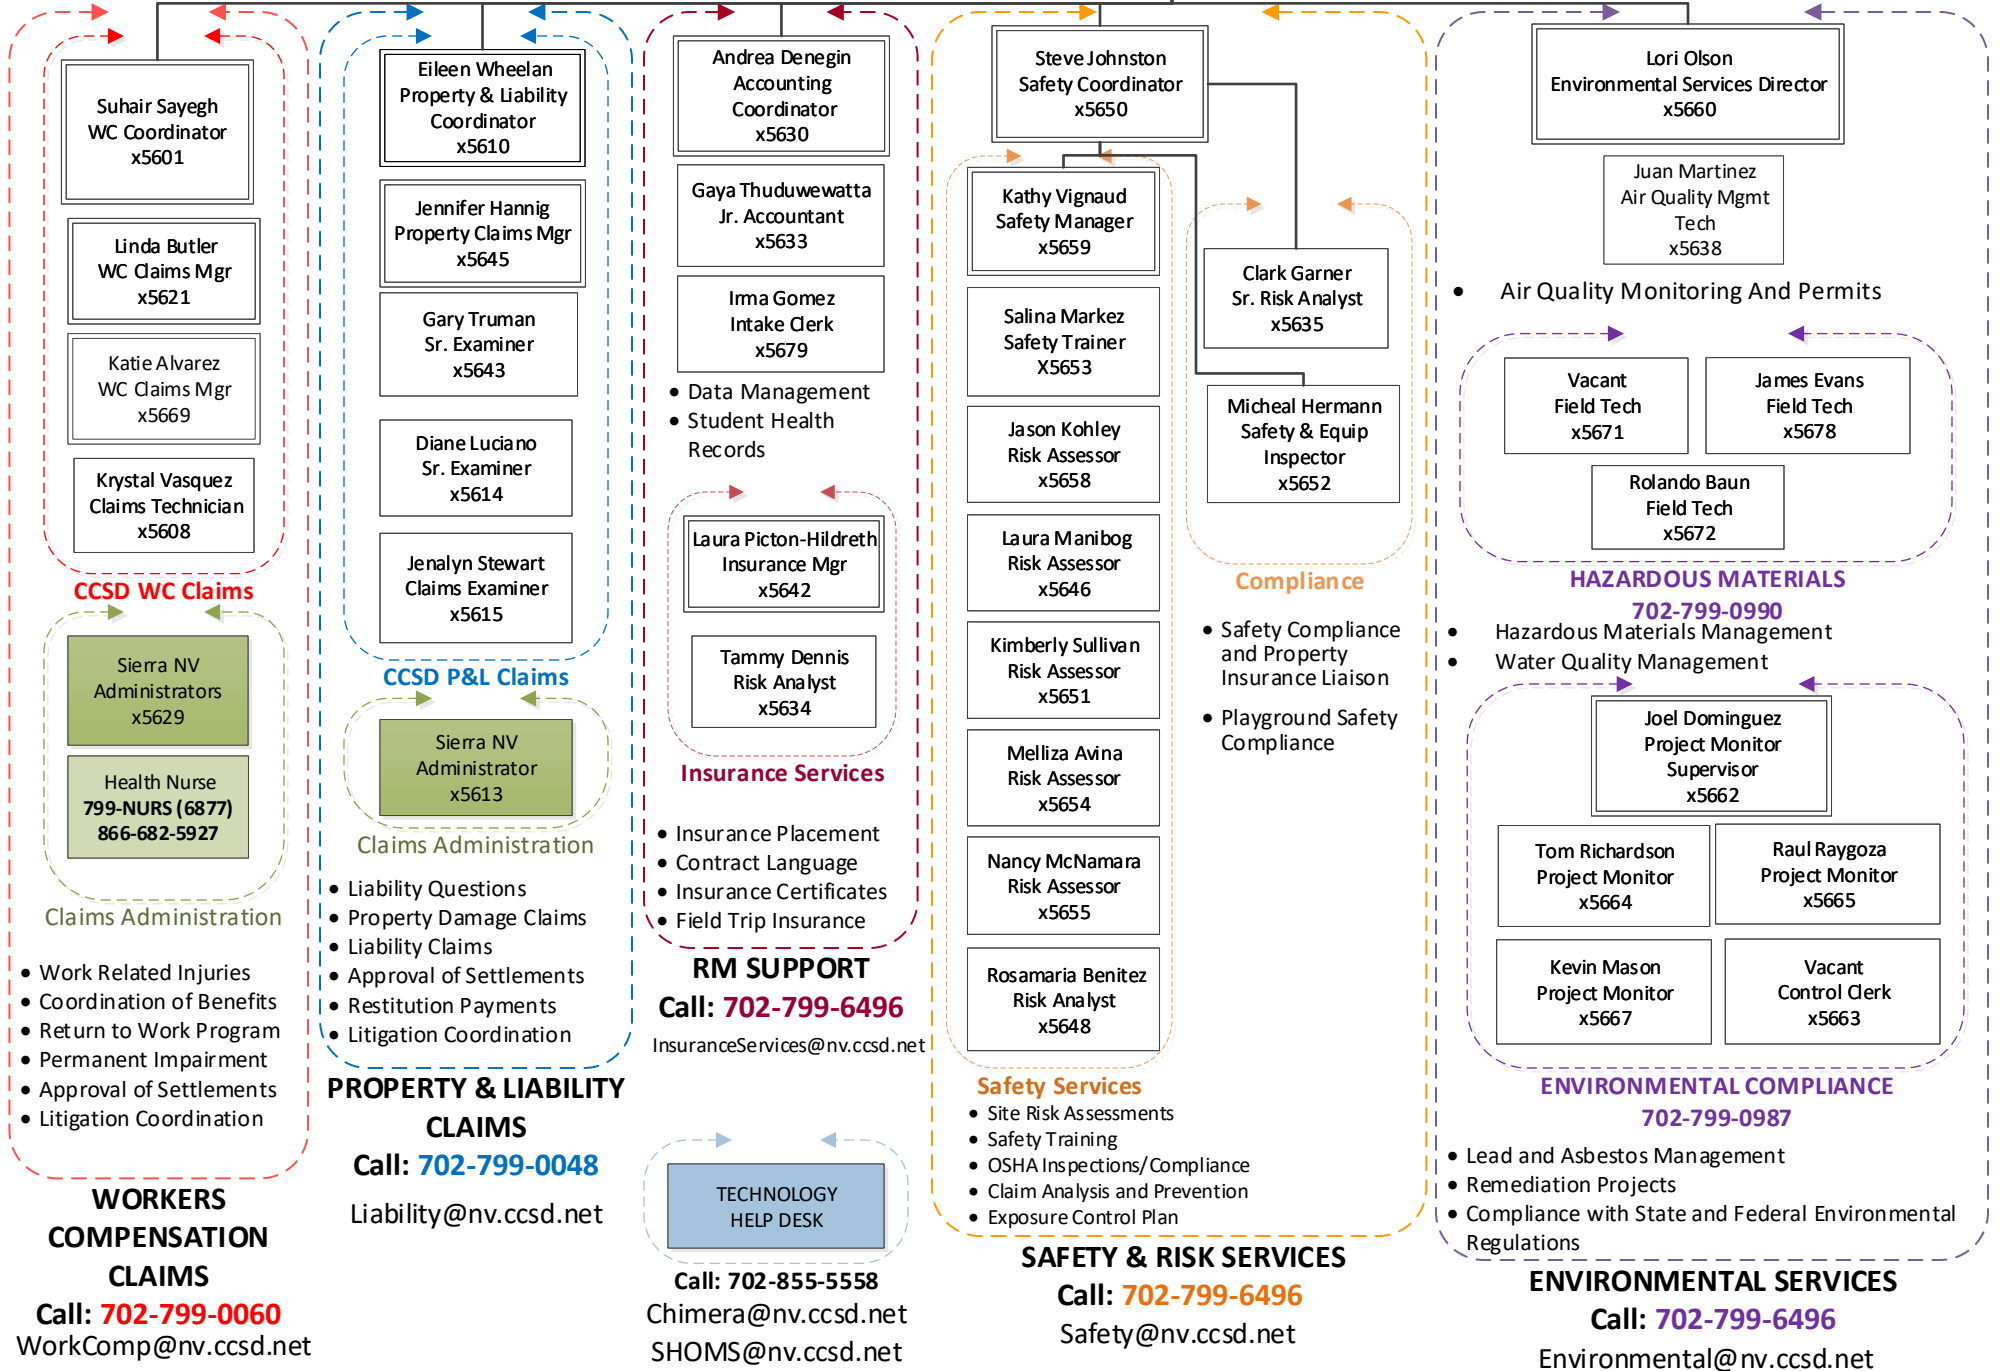 Suhair Sayegh
WC Coordinator
x5601
Linda Butler
WC Claims Mgr
x5621
Katie Alvarez
WC Claims Mgr
x5669
Krystal Vasquez
Claims Technician
x5608
CCSD WC Claims
Sierra NV
Administrators
x5629
Health Nurse
799-NURS (6877)
866-682-5927
Claims Administration
• Work Related Injuries
• Coordination of Benefits
• Return to Work Program
• Permanent Impairment
• Approval of Settlements
• Litigation Coordination
WORKERS
COMPENSATION
CLAIMS
Call: 702-799-0060
WorkComp@nv.ccsd.net
Eileen Wheelan
Property & Liability
Coordinator
x5610
Jennifer Hannig
Property Claims Mgr
x5645
Gary Truman
Sr. Examiner
x5643
Diane Luciano
Sr. Examiner
x5614
Jenalyn Stewart
Claims Examiner
x5615
CCSD P&L Claims
Sierra NV
Administrator
x5613
Claims Administration
• Liability Questions
• Property Damage Claims
• Liability Claims
• Approval of Settlements
• Restitution Payments
• Litigation Coordination
PROPERTY & LIABILITY
CLAIMS
Call: 702-799-0048
Liability@nv.ccsd.net
Andrea Denegin
Accounting
Coordinator
x5630
Gaya Thuduwewatta
Jr. Accountant
x5633
Irma Gomez
Intake Clerk
x5679
• Data Management
• Student Health
Records
Laura Picton-Hildreth
Insurance Mgr
x5642
Tammy Dennis
Risk Analyst
x5634
Insurance Services
• Insurance Placement
• Contract Language
• Insurance Certificates
• Field Trip Insurance
RM SUPPORT
Call: 702-799-6496
InsuranceServices@nv.ccsd.net
TECHNOLOGY
HELP DESK
Call: 702-855-5558
Chimera@nv.ccsd.net
SHOMS@nv.ccsd.net
Steve Johnston
Safety Coordinator
x5650
Kathy Vignaud
Safety Manager
x5659
Salina Markez
Safety Trainer
X5653
Jason Kohley
Risk Assessor
x5658
Laura Manibog
Risk Assessor
x5646
Kimberly Sullivan
Risk Assessor
x5651
Melliza Avina
Risk Assessor
x5654
Nancy McNamara
Risk Assessor
x5655
Rosamaria Benitez
Risk Analyst
x5648
Safety Services
• Site Risk Assessments
• Safety Training
• OSHA Inspections/Compliance
• Claim Analysis and Prevention
• Exposure Control Plan
Clark Garner
Sr. Risk Analyst
x5635
Micheal Hermann
Safety & Equip
Inspector
x5652
Compliance
• Safety Compliance
and Property
Insurance Liaison
• Playground Safety
Compliance
SAFETY & RISK SERVICES
Call: 702-799-6496
Safety@nv.ccsd.net
Lori Olson
Environmental Services Director
x5660
Juan Martinez
Air Quality Mgmt
Tech
x5638
• Air Quality Monitoring And Permits
Vacant
Field Tech
x5671
James Evans
Field Tech
x5678
Rolando Baun
Field Tech
x5672
HAZARDOUS MATERIALS
702-799-0990
• Hazardous Materials Management
• Water Quality Management
Joel Dominguez
Project Monitor
Supervisor
x5662
Tom Richardson
Project Monitor
x5664
Raul Raygoza
Project Monitor
x5665
Kevin Mason
Project Monitor
x5667
Vacant
Control Clerk
x5663
ENVIRONMENTAL COMPLIANCE
702-799-0987
• Lead and Asbestos Management
• Remediation Projects
• Compliance with State and Federal Environmental
Regulations
ENVIRONMENTAL SERVICES
Call: 702-799-6496
Environmental@nv.ccsd.net